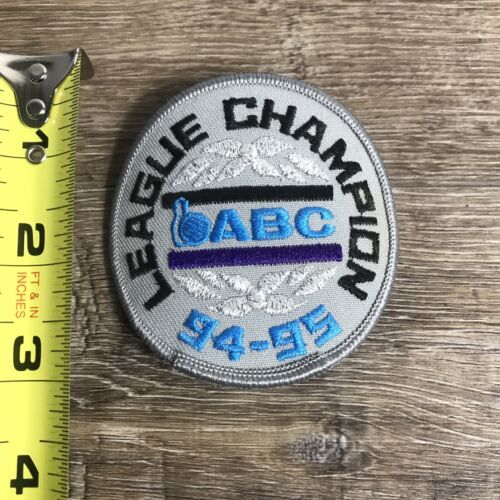 LEAGUE CHAMPION
ABC
94-95
1
2
FT & IN
INCHES
3
4